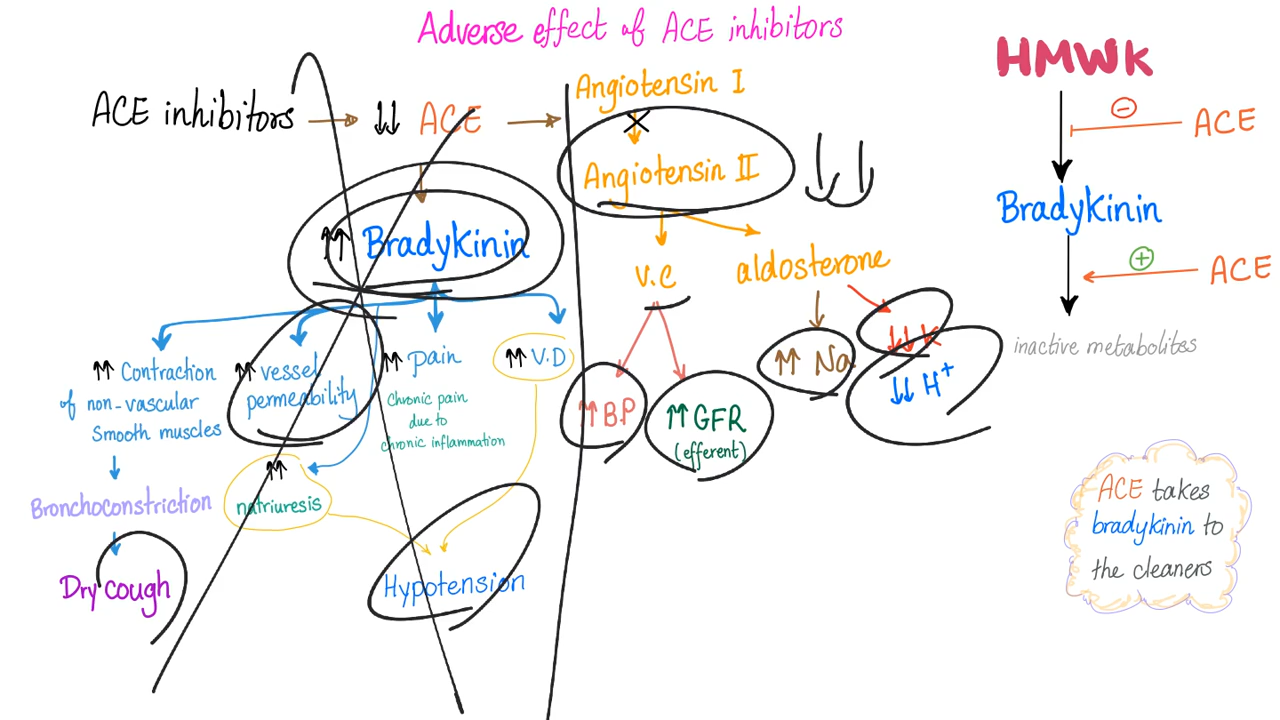 Adverse effect of ACE inhibitors
ACE inhibitors → ↓↓ ACE →
↑↑ Bradykinin
↑↑ Contraction
of non-vascular
Smooth muscles
Bronchoconstriction
Dry cough
↑↑ vessel
permeability
↑↑
natriuresis
↑↑ pain
Chronic pain
due to
chronic inflammation
↑↑ V.D
Hypotension
Angiotensin I
Angiotensin II ↓↓
V.C
↑↑ B.P
↑↑ GFR
(efferent)
aldosterone
↑↑ Na
↓↓ K
↓↓ H⁺
HMWK
⊖ ACE
Bradykinin
⊕ ACE
inactive metabolites
ACE takes
bradykinin to
the cleaners